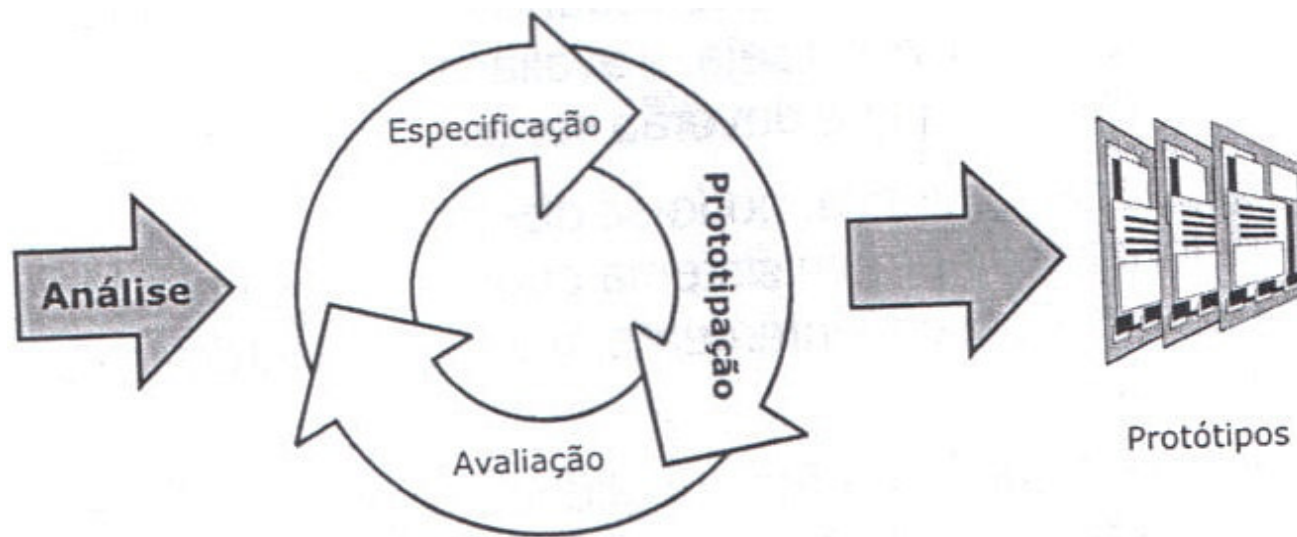 Análise
Especificação
Prototipação
Avaliação
Protótipos